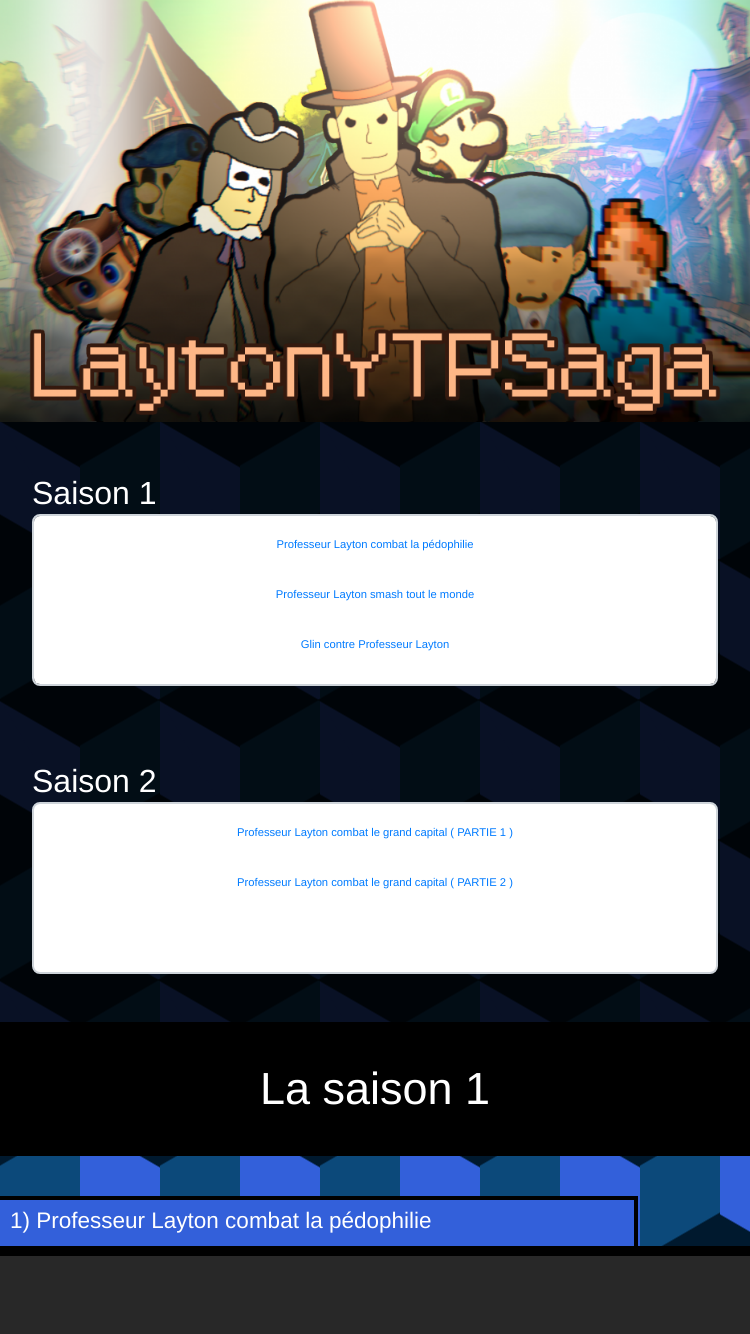 LaytonYTPSaga
Saison 1
Professeur Layton combat la pédophilie
Professeur Layton smash tout le monde
Glin contre Professeur Layton
Saison 2
Professeur Layton combat le grand capital ( PARTIE 1 )
Professeur Layton combat le grand capital ( PARTIE 2 )
La saison 1
1) Professeur Layton combat la pédophilie